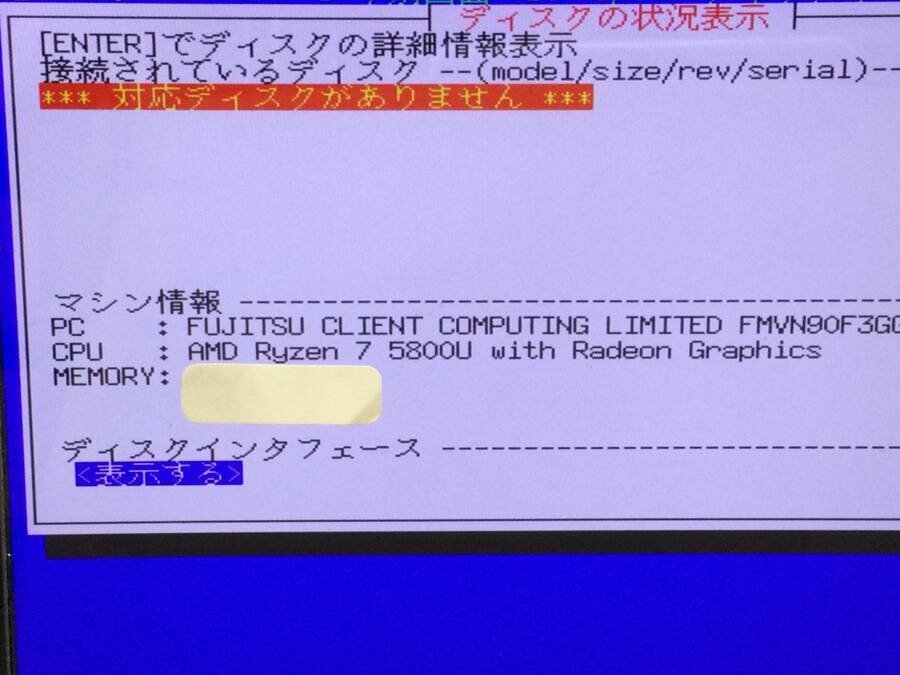 ディスクの状況表示
[ENTER]でディスクの詳細情報表示
接続されているディスク --(model/size/rev/serial)--
*** 対応ディスクがありません ***
マシン情報 ----------------------------------------
PC : FUJITSU CLIENT COMPUTING LIMITED FMVN90F3GG
CPU : AMD Ryzen 7 5800U with Radeon Graphics
MEMORY:
ディスクインタフェース ----------------------------
<表示する>